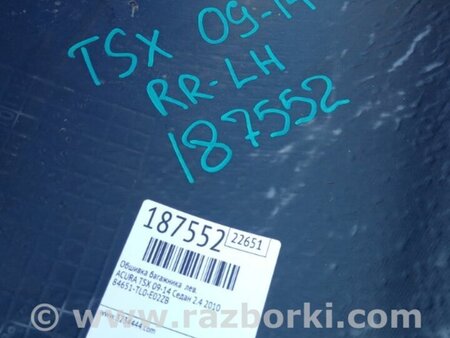 TSX 09-14
RR-LH
187552
187552 22651
Обшивка багажника лев.
ACURA TSX 09-14 Седан 2.4 2010
84651-TL0-E02ZB
© www.razborki.com